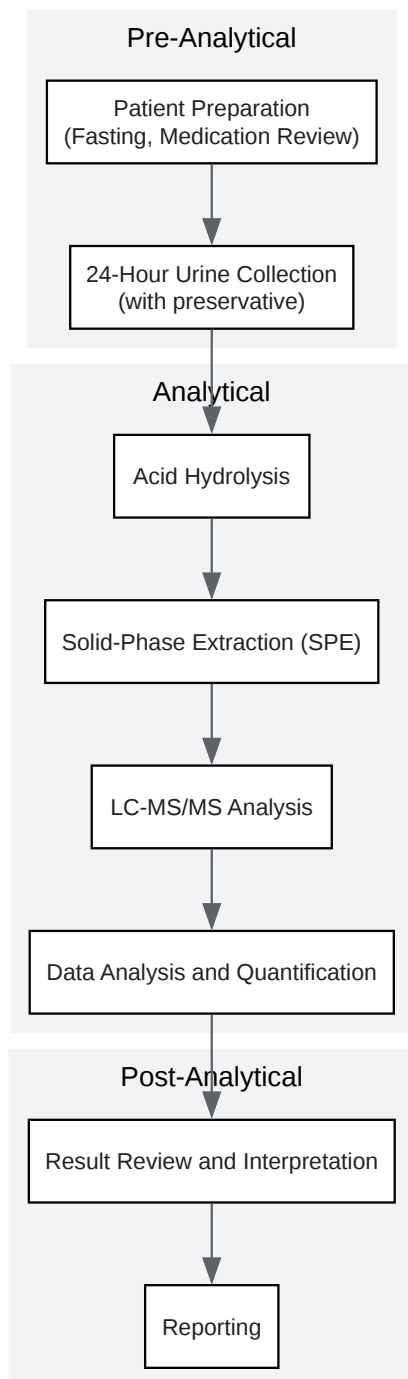 Pre-Analytical
Patient Preparation
(Fasting, Medication Review)
24-Hour Urine Collection
(with preservative)
Analytical
Acid Hydrolysis
Solid-Phase Extraction (SPE)
LC-MS/MS Analysis
Data Analysis and Quantification
Post-Analytical
Result Review and Interpretation
Reporting